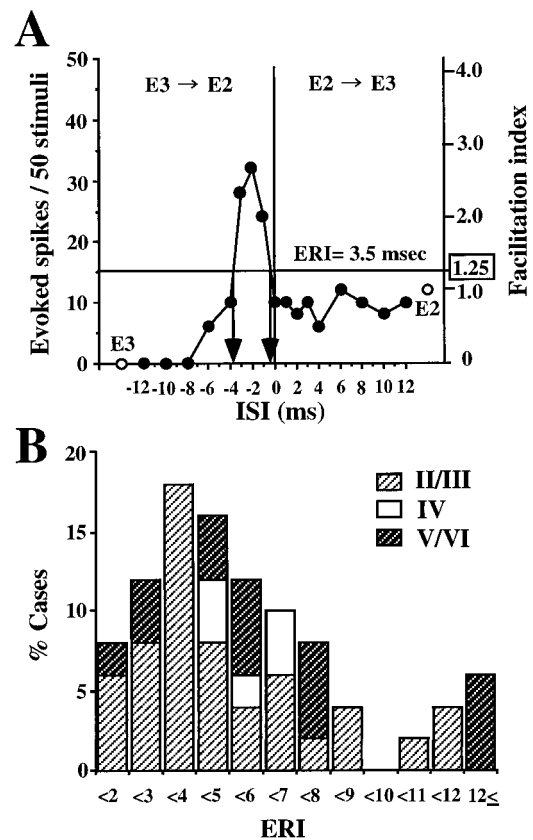 A
E3 → E2
E2 → E3
Evoked spikes / 50 stimuli
50
40
30
20
10
0
Facilitation index
4.0
3.0
2.0
1.25
1.0
0
ERI= 3.5 msec
E3
E2
-12 -10 -8 -6 -4 -2 0 2 4 6 8 10 12
ISI (ms)
B
II/III
IV
V/VI
% Cases
20
15
10
5
0
<2 <3 <4 <5 <6 <7 <8 <9 <10 <11 <12 12≤
ERI